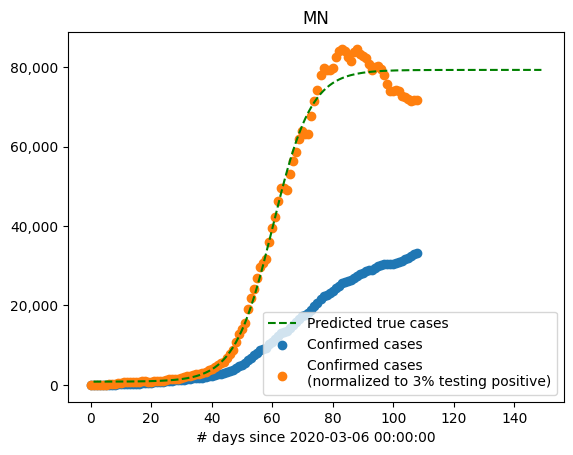 MN
80,000
60,000
40,000
20,000
0
Predicted true cases
Confirmed cases
Confirmed cases
(normalized to 3% testing positive)
0 20 40 60 80 100 120 140
# days since 2020-03-06 00:00:00